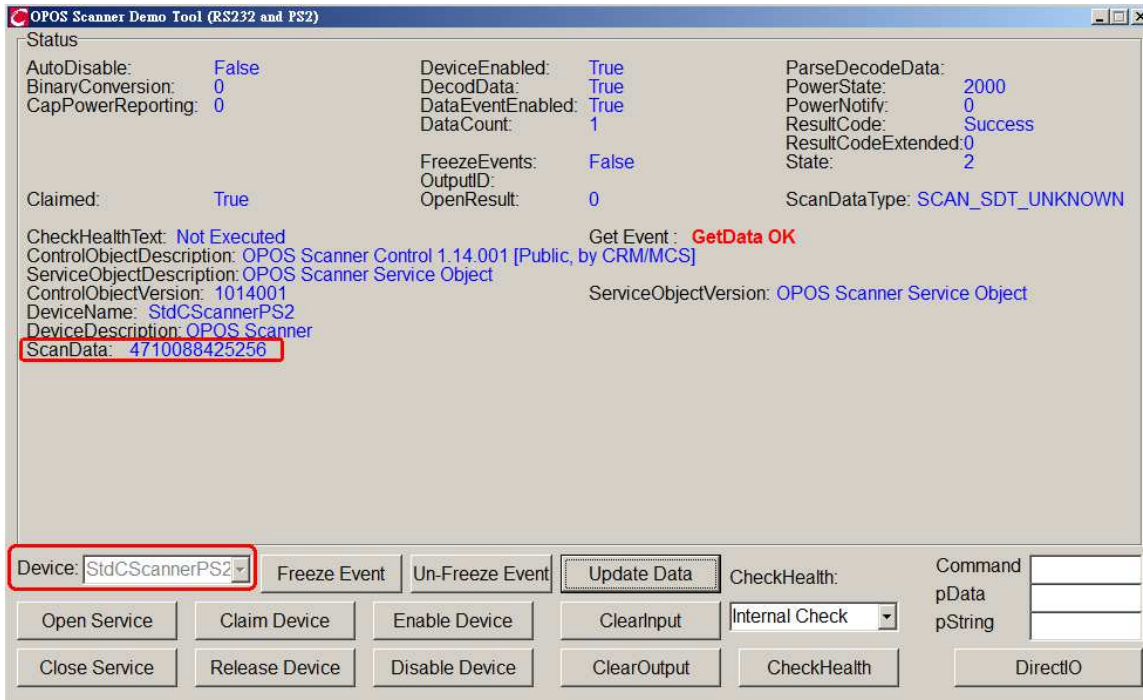 OPOS Scanner Demo Tool (RS232 and PS2)
Status
AutoDisable: False DeviceEnabled: True ParseDecodeData:
BinaryConversion: 0 DecodData: True PowerState: 2000
CapPowerReporting: 0 DataEventEnabled: True PowerNotify: 0
DataCount: 1 ResultCode: Success
ResultCodeExtended:0
FreezeEvents: False State: 2
OutputID:
Claimed: True OpenResult: 0 ScanDataType: SCAN_SDT_UNKNOWN
CheckHealthText: Not Executed Get Event : GetData OK
ControlObjectDescription: OPOS Scanner Control 1.14.001 [Public, by CRM/MCS]
ServiceObjectDescription: OPOS Scanner Service Object
ControlObjectVersion: 1014001 ServiceObjectVersion: OPOS Scanner Service Object
DeviceName: StdCScannerPS2
DeviceDescription: OPOS Scanner
ScanData: 4710088425256
Device: StdCScannerPS2 Freeze Event Un-Freeze Event Update Data CheckHealth: Command
pData
Open Service Claim Device Enable Device ClearInput Internal Check pString
Close Service Release Device Disable Device ClearOutput CheckHealth DirectIO